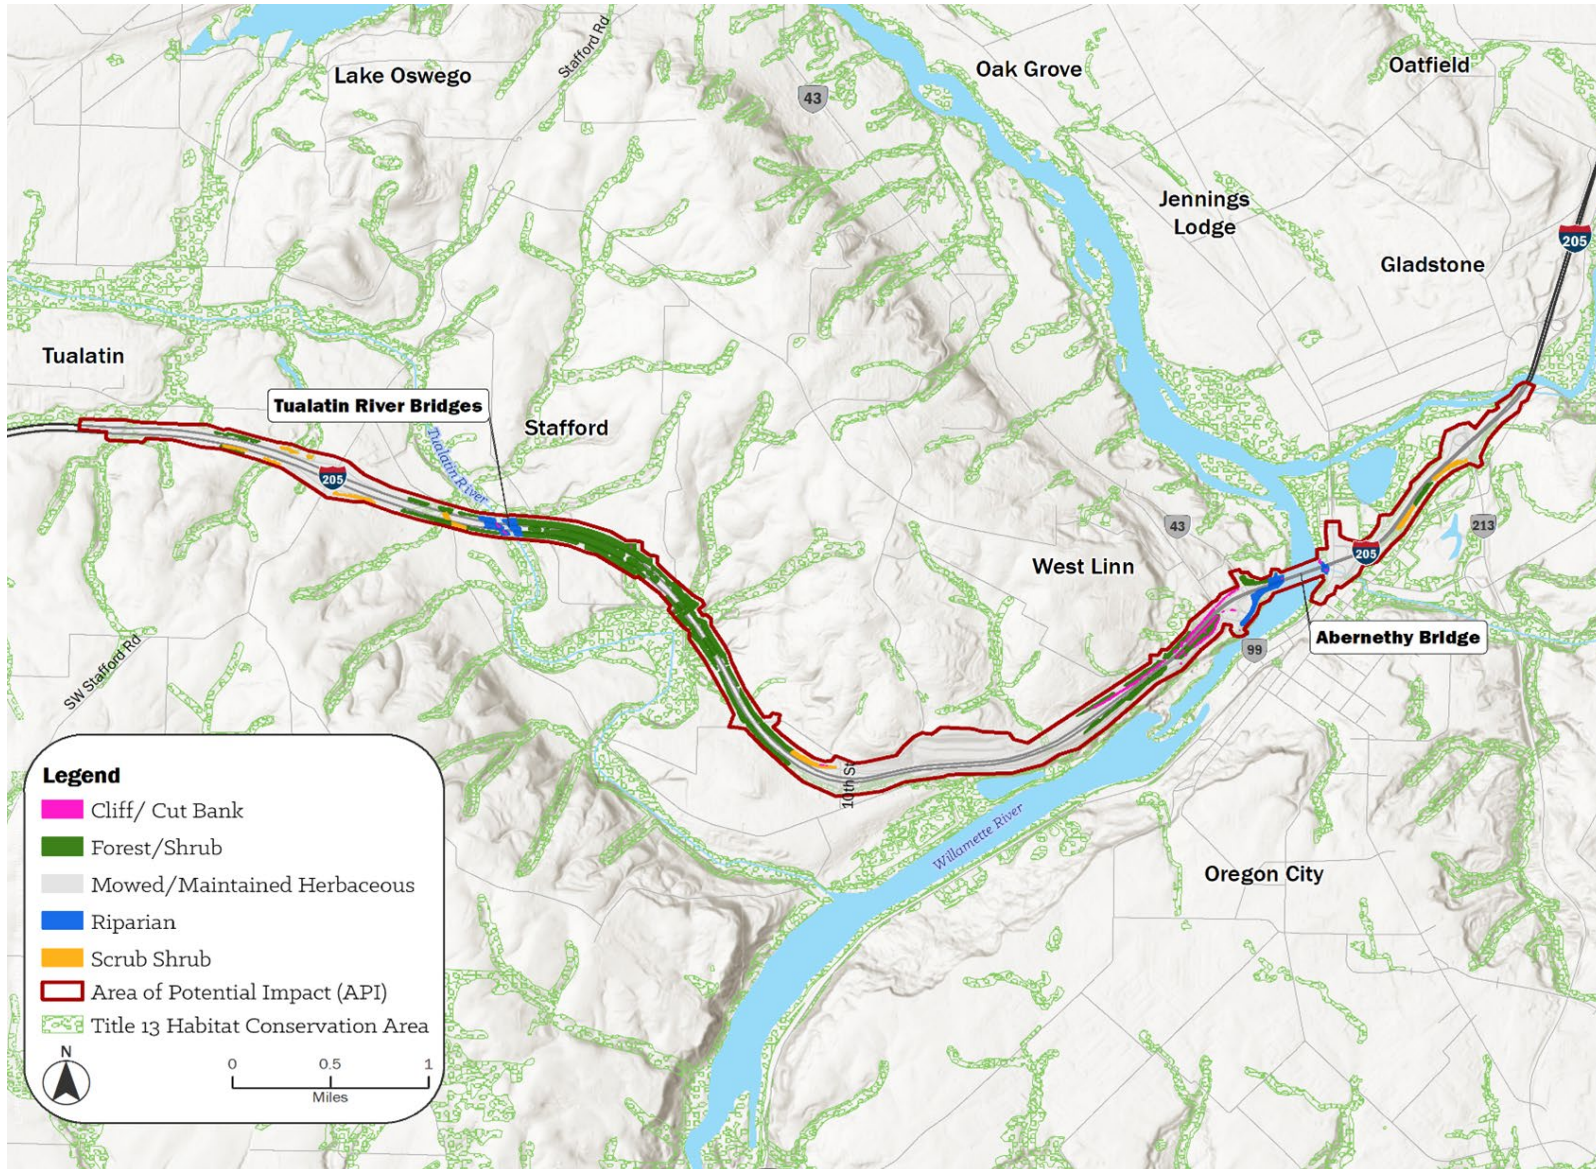 Lake Oswego
Stafford Rd
43
Oak Grove
Oatfield
Jennings
Lodge
205
Gladstone
Tualatin
Tualatin River Bridges
Stafford
Tualatin River
205
43
213
West Linn
205
Abernethy Bridge
99
SW Stafford Rd
10th St
Willamette River
Oregon City
Legend
Cliff/ Cut Bank
Forest/Shrub
Mowed/Maintained Herbaceous
Riparian
Scrub Shrub
Area of Potential Impact (API)
Title 13 Habitat Conservation Area
N
0 0.5 1
Miles